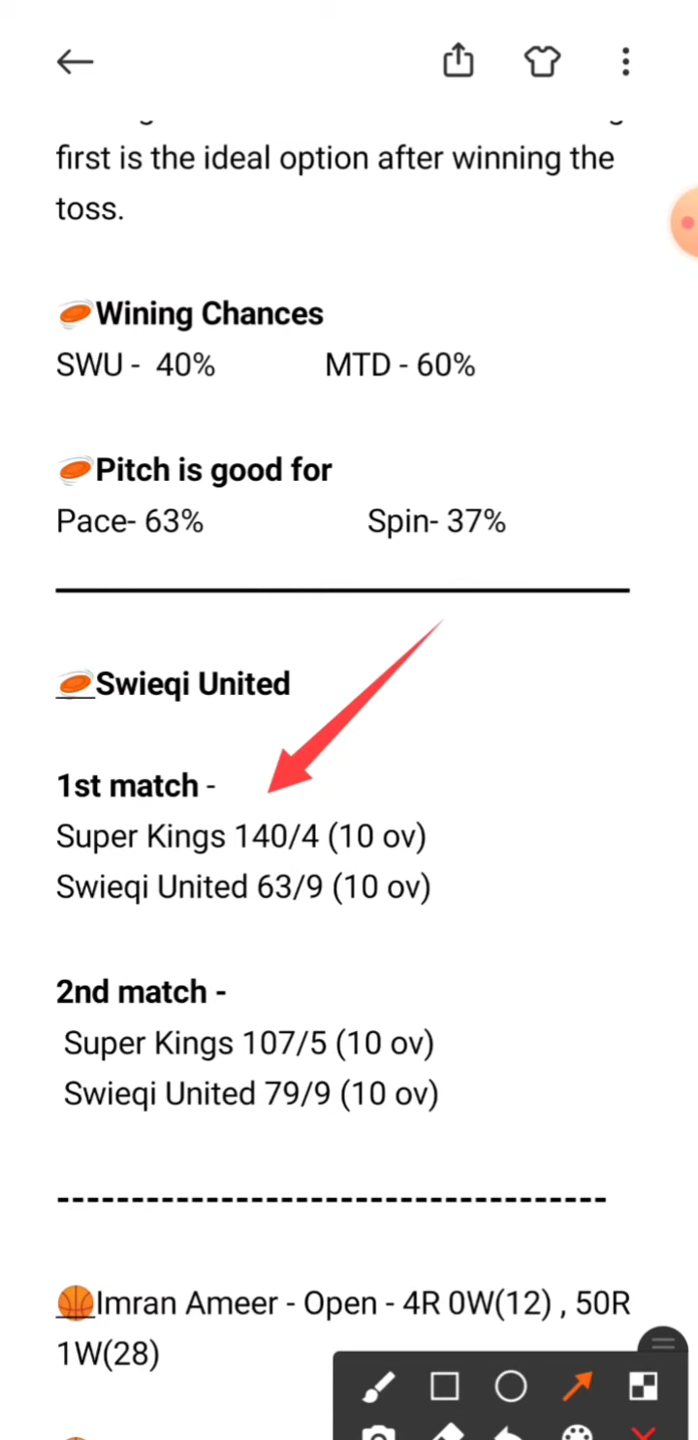 first is the ideal option after winning the
toss.
Wining Chances
SWU - 40% MTD - 60%
Pitch is good for
Pace- 63% Spin- 37%
Swieqi United
1st match -
Super Kings 140/4 (10 ov)
Swieqi United 63/9 (10 ov)
2nd match -
Super Kings 107/5 (10 ov)
Swieqi United 79/9 (10 ov)
------------------------------------
Imran Ameer - Open - 4R 0W(12) , 50R
1W(28)